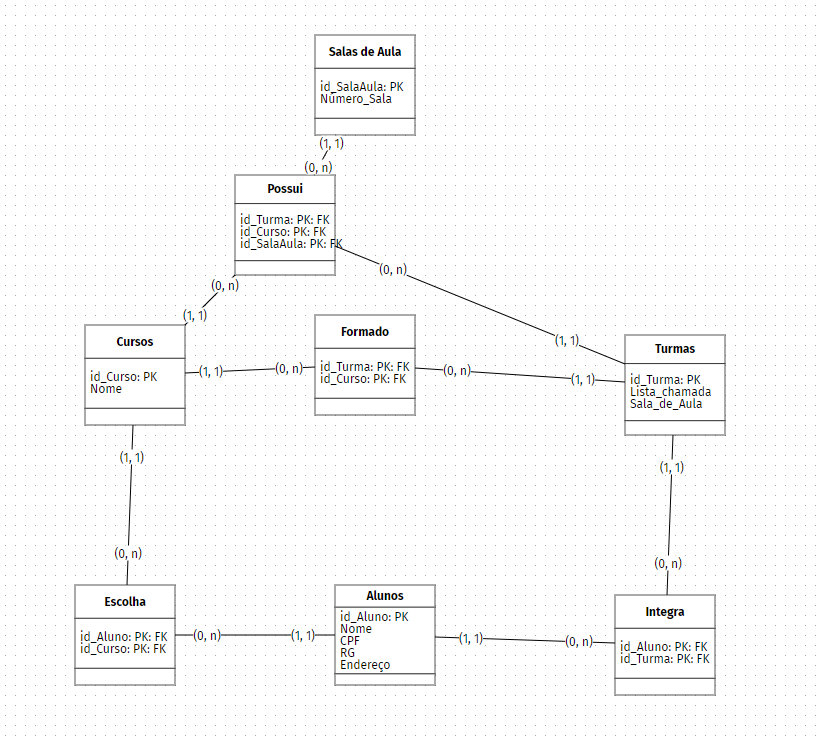 Salas de Aula
id_SalaAula: PK
Número_Sala
(1, 1)
(0, n)
Possui
id_Turma: PK: FK
id_Curso: PK: FK
id_SalaAula: PK: FK
(0, n)
(0, n)
(1, 1)
(1, 1)
Cursos
id_Curso: PK
Nome
(1, 1)
(0, n)
Formado
id_Turma: PK: FK
id_Curso: PK: FK
(0, n)
(1, 1)
Turmas
id_Turma: PK
Lista_chamada
Sala_de_Aula
(1, 1)
(1, 1)
(0, n)
(0, n)
Escolha
id_Aluno: PK: FK
id_Curso: PK: FK
(0, n)
(1, 1)
Alunos
id_Aluno: PK
Nome
CPF
RG
Endereço
(1, 1)
(0, n)
Integra
id_Aluno: PK: FK
id_Turma: PK: FK